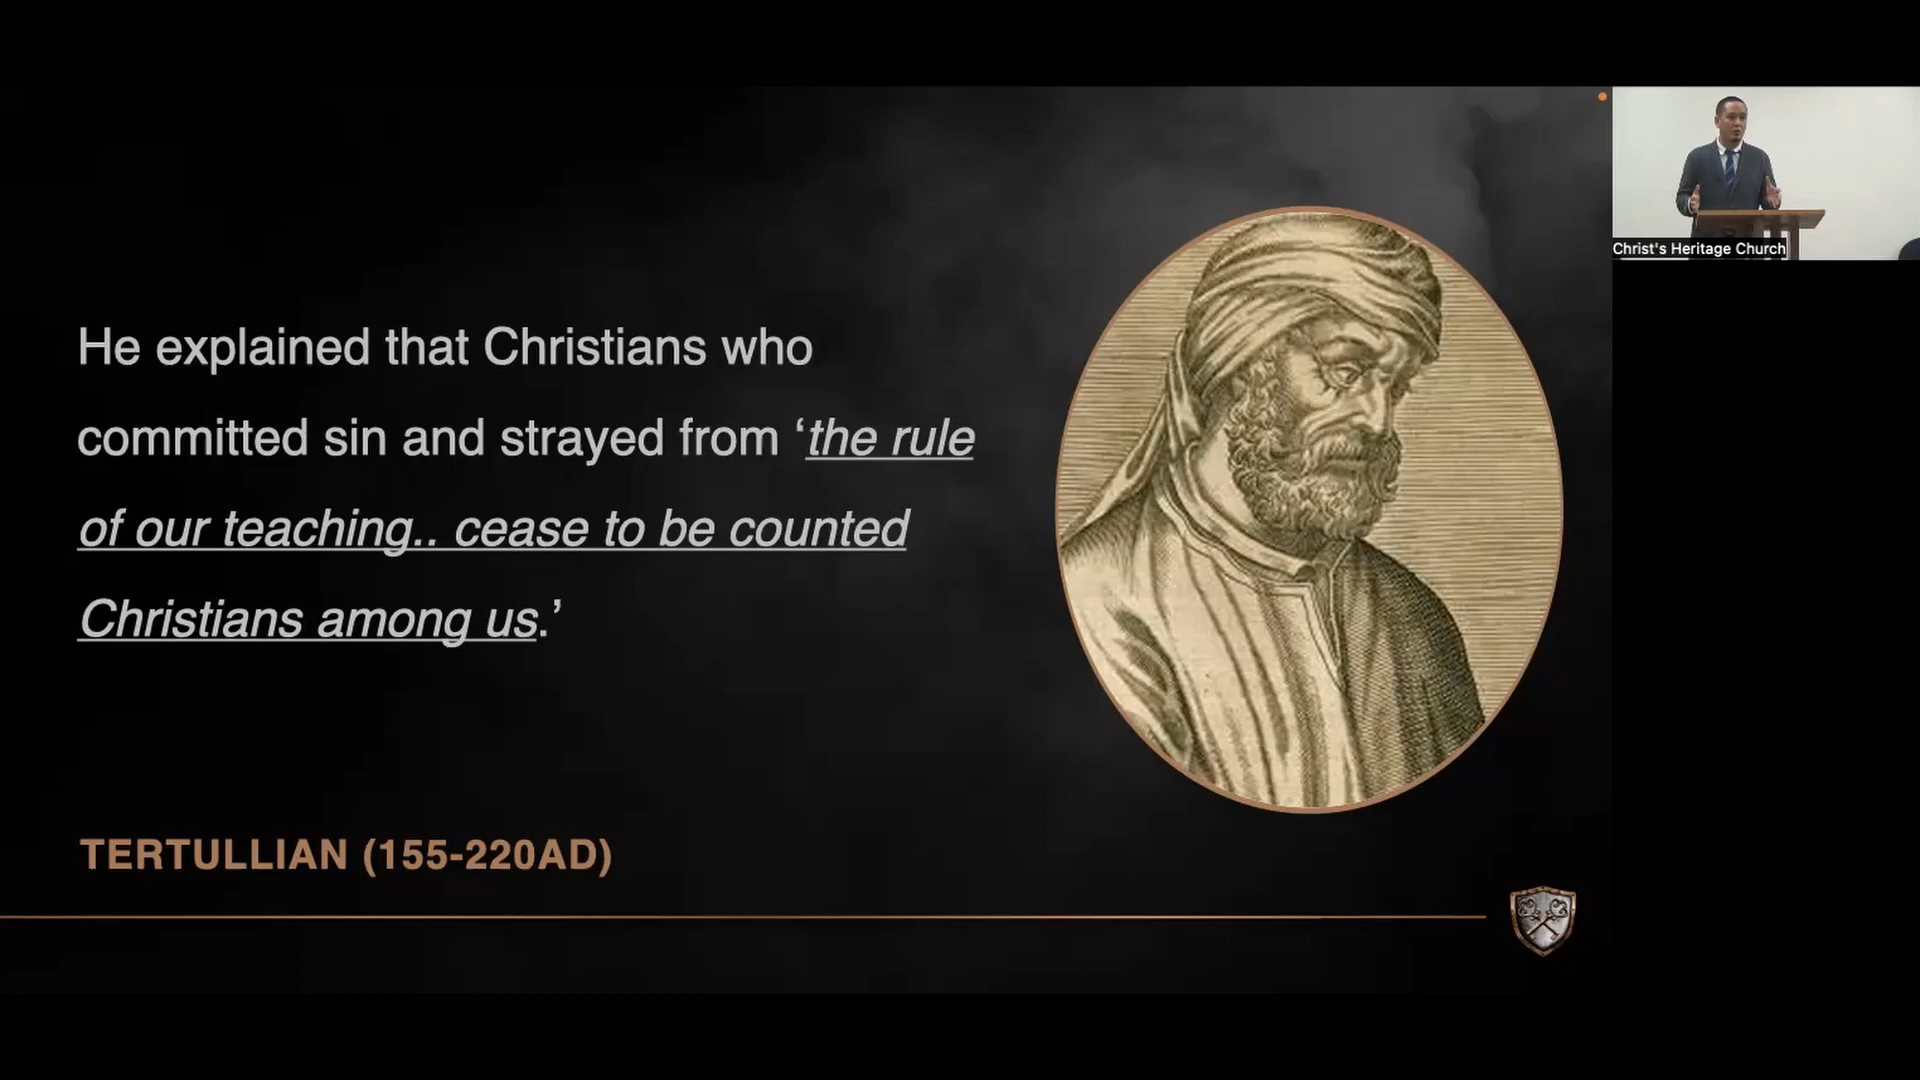 He explained that Christians who
committed sin and strayed from ‘the rule
of our teaching.. cease to be counted
Christians among us.’
TERTULLIAN (155-220AD)
Christ's Heritage Church